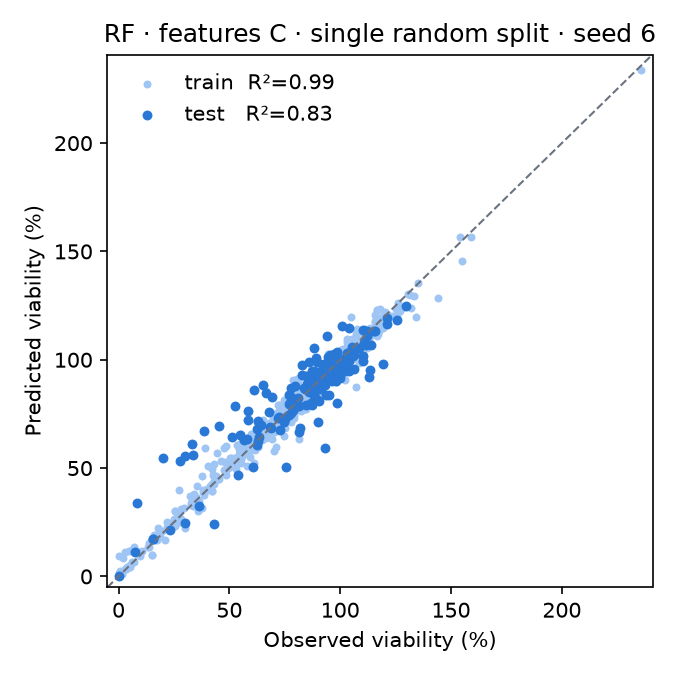 RF · features C · single random split · seed 6
train R²=0.99
test R²=0.83
200
150
100
50
0
Predicted viability (%)
0 50 100 150 200
Observed viability (%)